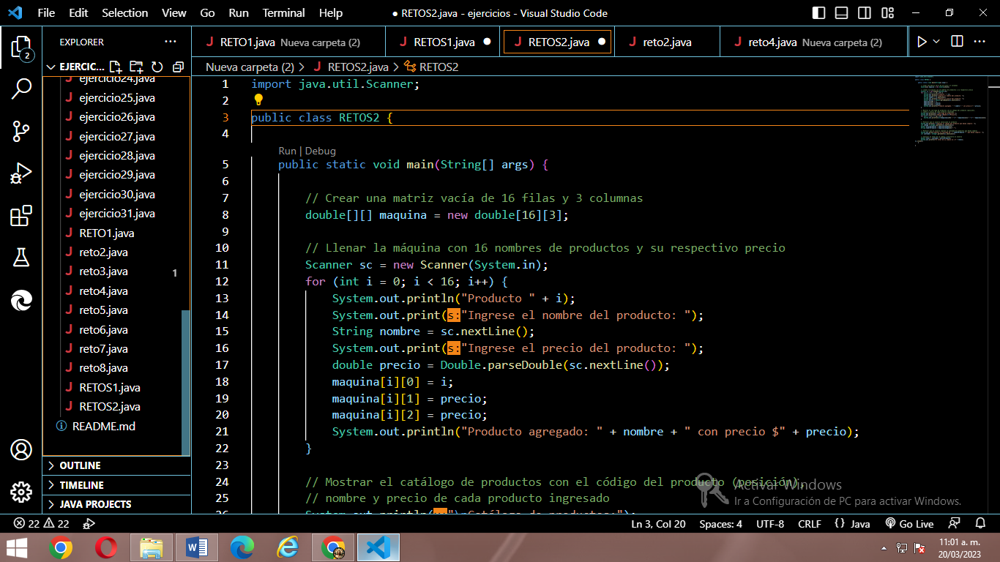 File Edit Selection View Go Run Terminal Help
● RETOS2.java - ejercicios - Visual Studio Code
EXPLORER ···
EJERCIC...
ejercicio24.java
ejercicio25.java
ejercicio26.java
ejercicio27.java
ejercicio28.java
ejercicio29.java
ejercicio30.java
ejercicio31.java
RETO1.java
reto2.java
reto3.java 1
reto4.java
reto5.java
reto6.java
reto7.java
reto8.java
RETOS1.java
RETOS2.java
README.md
OUTLINE
TIMELINE
JAVA PROJECTS
2
RETO1.java Nueva carpeta (2)
RETOS1.java ●
RETOS2.java ●
reto2.java
reto4.java Nueva carpeta (2)
Nueva carpeta (2) > RETOS2.java > RETOS2
1 import java.util.Scanner;
2
3 public class RETOS2 {
4
Run | Debug
5 public static void main(String[] args) {
6
7 // Crear una matriz vacía de 16 filas y 3 columnas
8 double[][] maquina = new double[16][3];
9
10 // Llenar la máquina con 16 nombres de productos y su respectivo precio
11 Scanner sc = new Scanner(System.in);
12 for (int i = 0; i < 16; i++) {
13 System.out.println("Producto " + i);
14 System.out.print(s:"Ingrese el nombre del producto: ");
15 String nombre = sc.nextLine();
16 System.out.print(s:"Ingrese el precio del producto: ");
17 double precio = Double.parseDouble(sc.nextLine());
18 maquina[i][0] = i;
19 maquina[i][1] = precio;
20 maquina[i][2] = precio;
21 System.out.println("Producto agregado: " + nombre + " con precio $" + precio);
22 }
23
24 // Mostrar el catálogo de productos con el código del producto (posición),
25 // nombre y precio de cada producto ingresado
26 System.out.println("\nCatálogo de productos:");
Activar Windows
Ir a Configuración de PC para activar Windows.
22 22
Ln 3, Col 20 Spaces: 4 UTF-8 CRLF {} Java Go Live
11:01 a. m.
20/03/2023